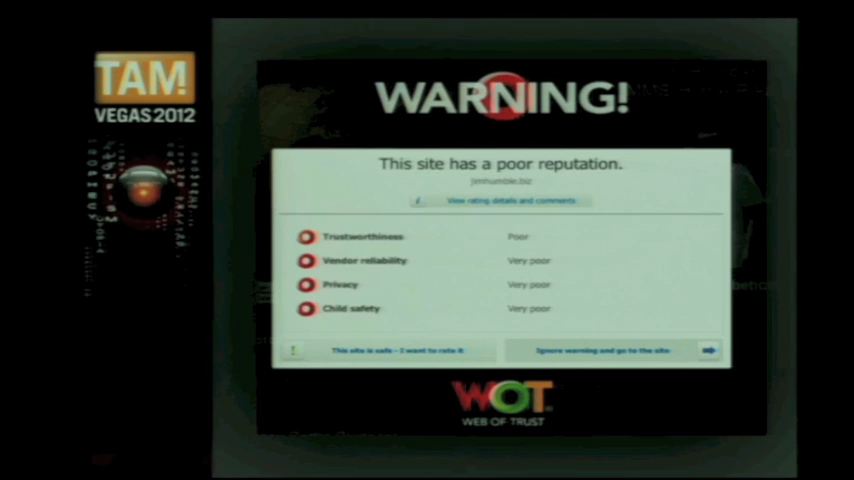 TAM!
VEGAS 2012
WARNING!
This site has a poor reputation.
jimhumble.biz
i View rating details and comments
Trustworthiness Poor
Vendor reliability Very poor
Privacy Very poor
Child safety Very poor
! This site is safe - I want to rate it
Ignore warning and go to the site
WOT
WEB OF TRUST